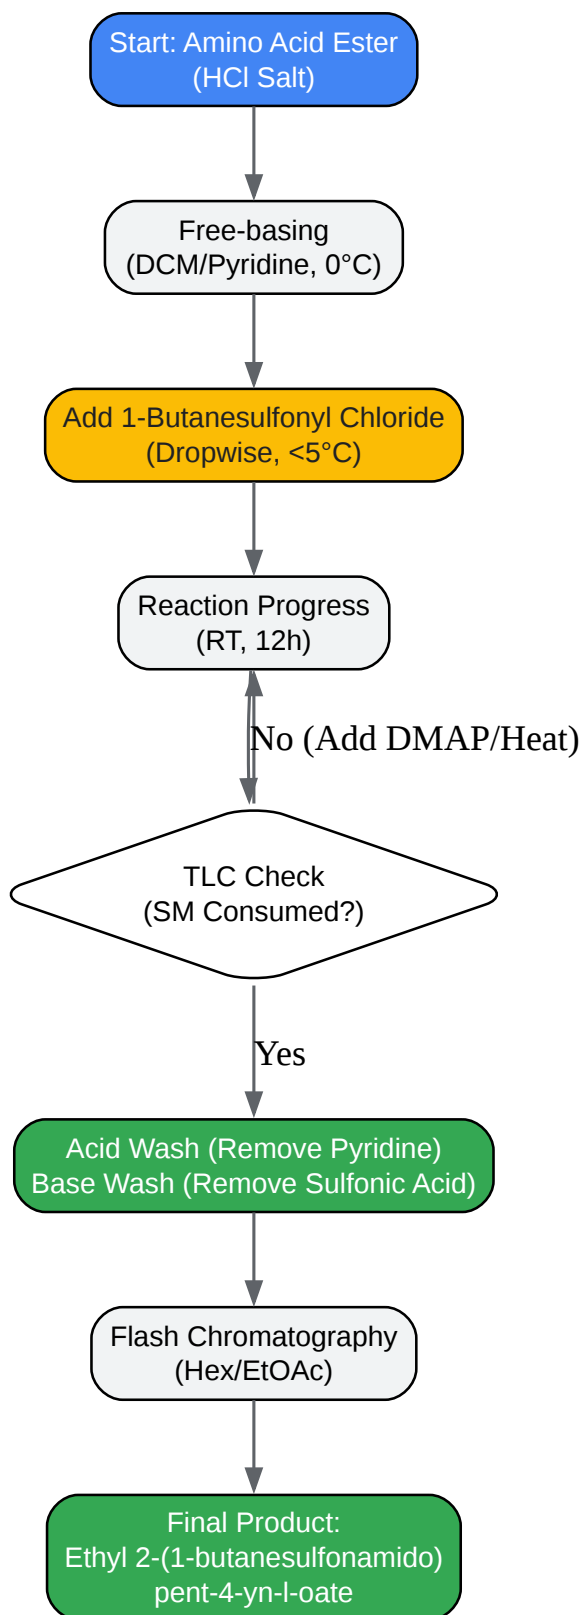 Start: Amino Acid Ester
(HCl Salt)
Free-basing
(DCM/Pyridine, 0°C)
Add 1-Butanesulfonyl Chloride
(Dropwise, <5°C)
Reaction Progress
(RT, 12h)
No (Add DMAP/Heat)
TLC Check
(SM Consumed?)
Yes
Acid Wash (Remove Pyridine)
Base Wash (Remove Sulfonic Acid)
Flash Chromatography
(Hex/EtOAc)
Final Product:
Ethyl 2-(1-butanesulfonamido)
pent-4-yn-l-oate